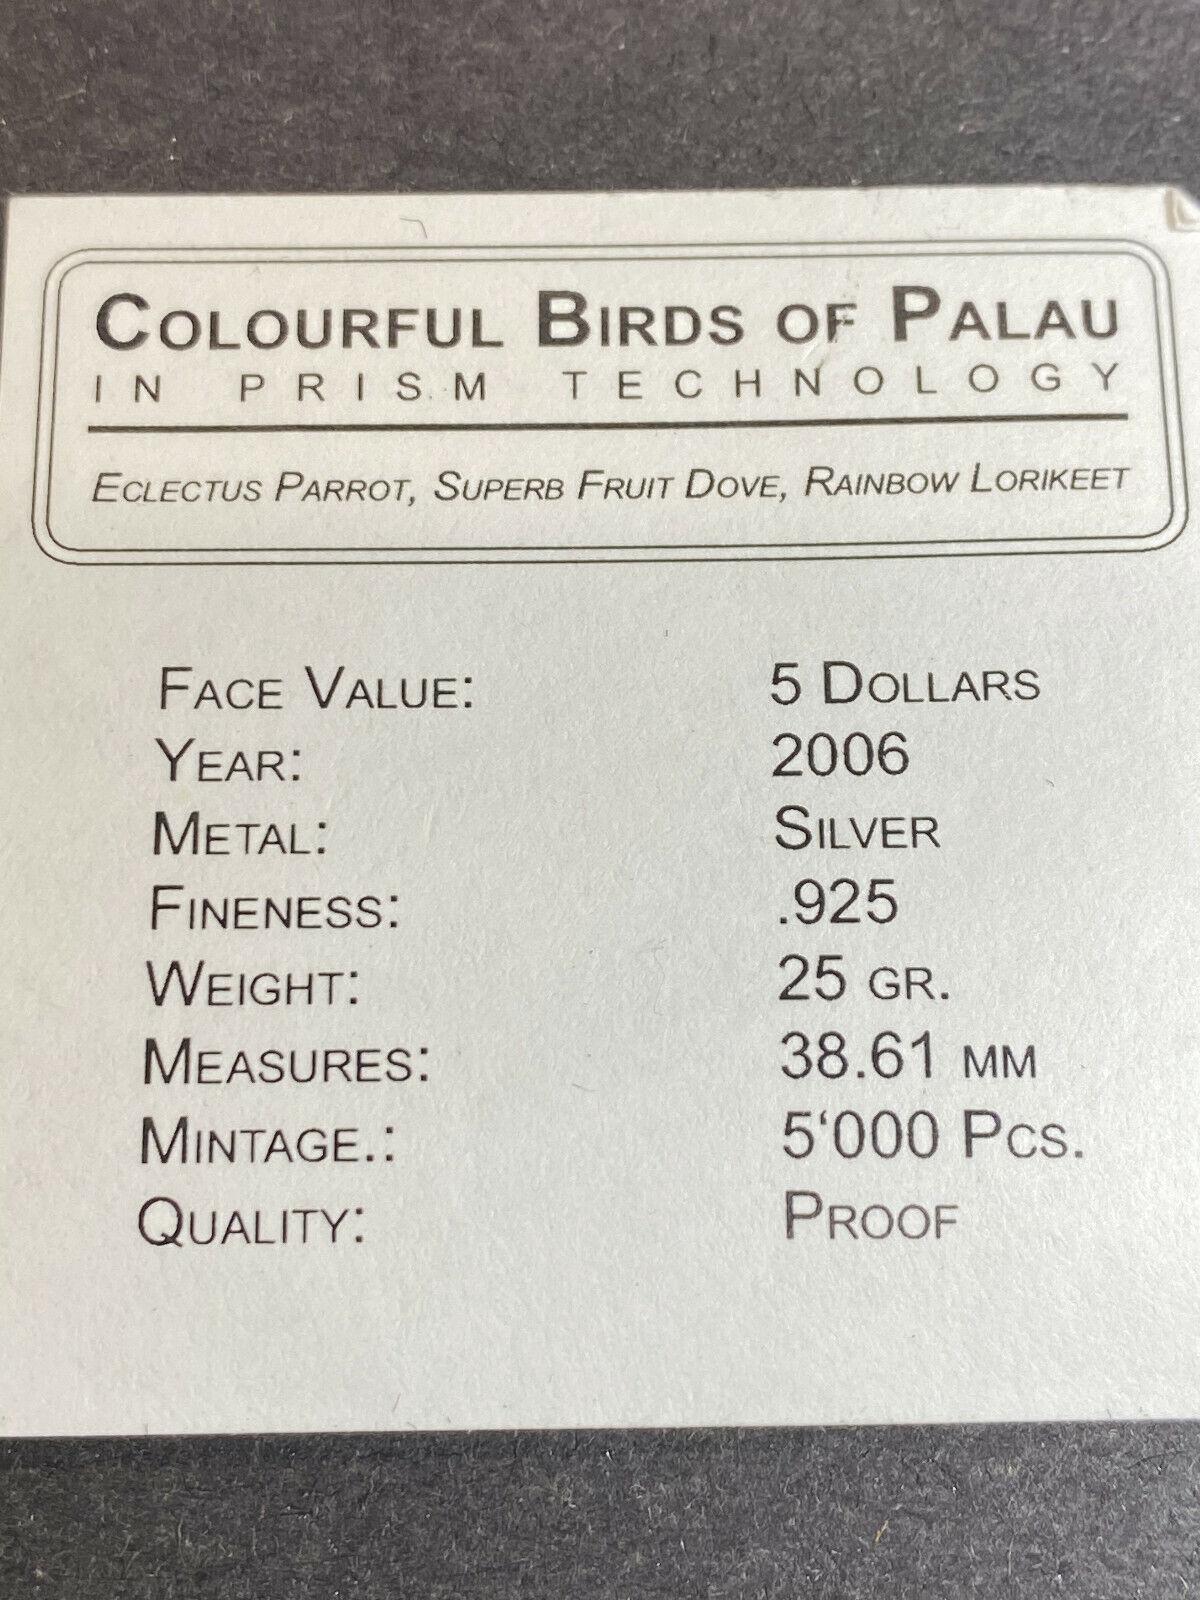 COLOURFUL BIRDS OF PALAU
IN PRISM TECHNOLOGY
ECLECTUS PARROT, SUPERB FRUIT DOVE, RAINBOW LORIKEET
FACE VALUE: 5 DOLLARS
YEAR: 2006
METAL: SILVER
FINENESS: .925
WEIGHT: 25 GR.
MEASURES: 38.61 MM
MINTAGE.: 5‘000 PCS.
QUALITY: PROOF